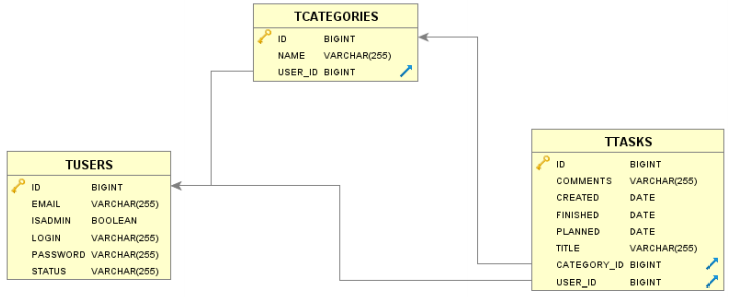 TCATEGORIES
ID BIGINT
NAME VARCHAR(255)
USER_ID BIGINT
TUSERS
ID BIGINT
EMAIL VARCHAR(255)
ISADMIN BOOLEAN
LOGIN VARCHAR(255)
PASSWORD VARCHAR(255)
STATUS VARCHAR(255)
TTASKS
ID BIGINT
COMMENTS VARCHAR(255)
CREATED DATE
FINISHED DATE
PLANNED DATE
TITLE VARCHAR(255)
CATEGORY_ID BIGINT
USER_ID BIGINT